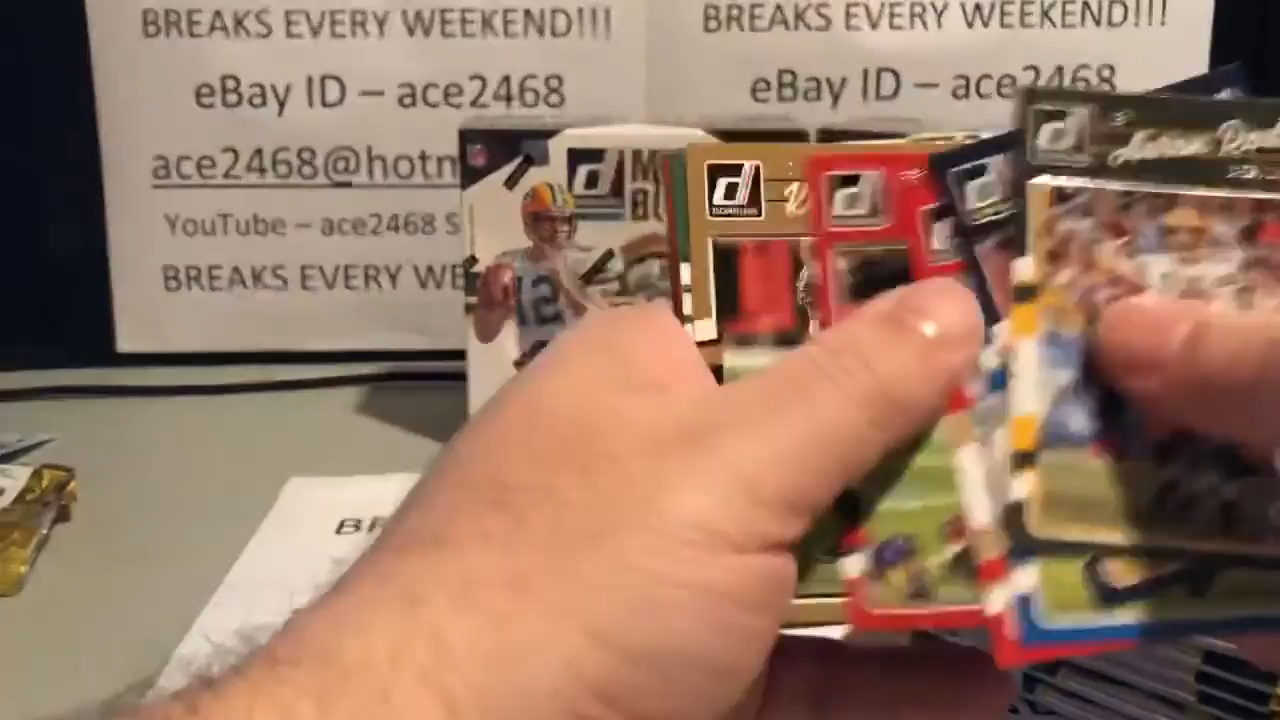 BREAKS EVERY WEEKEND!!!
eBay ID – ace2468
ace2468@hotm
YouTube – ace2468 S
BREAKS EVERY WE
BREAKS EVERY WEEKEND!!!
eBay ID – ace2468
d
M
12
d
d